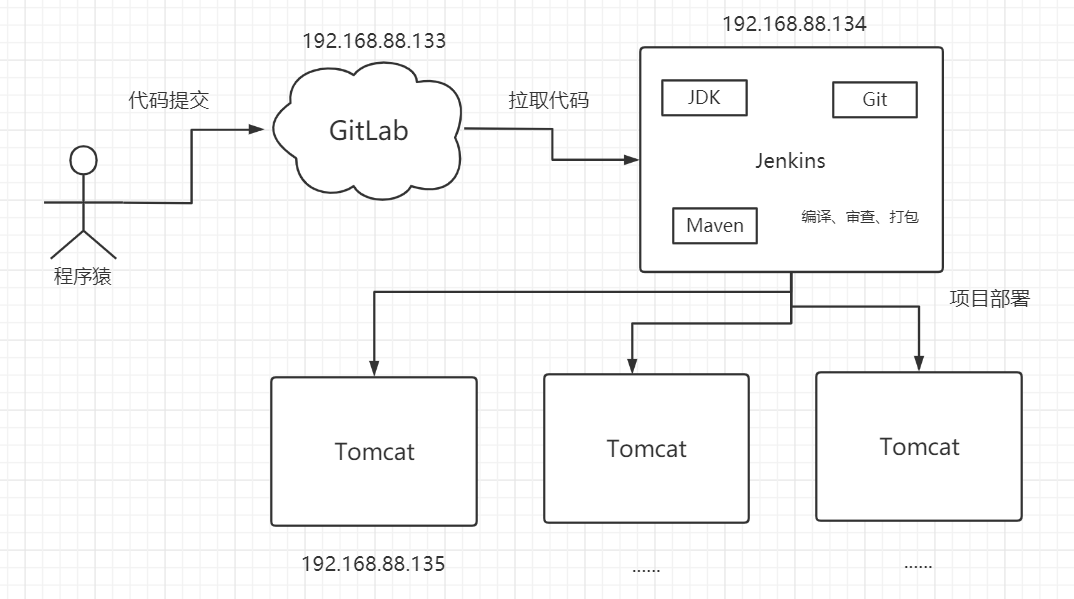 192.168.88.133
192.168.88.134
代码提交
GitLab
拉取代码
JDK
Git
Jenkins
Maven
编译、审查、打包
程序猿
项目部署
Tomcat
Tomcat
Tomcat
192.168.88.135
......
......